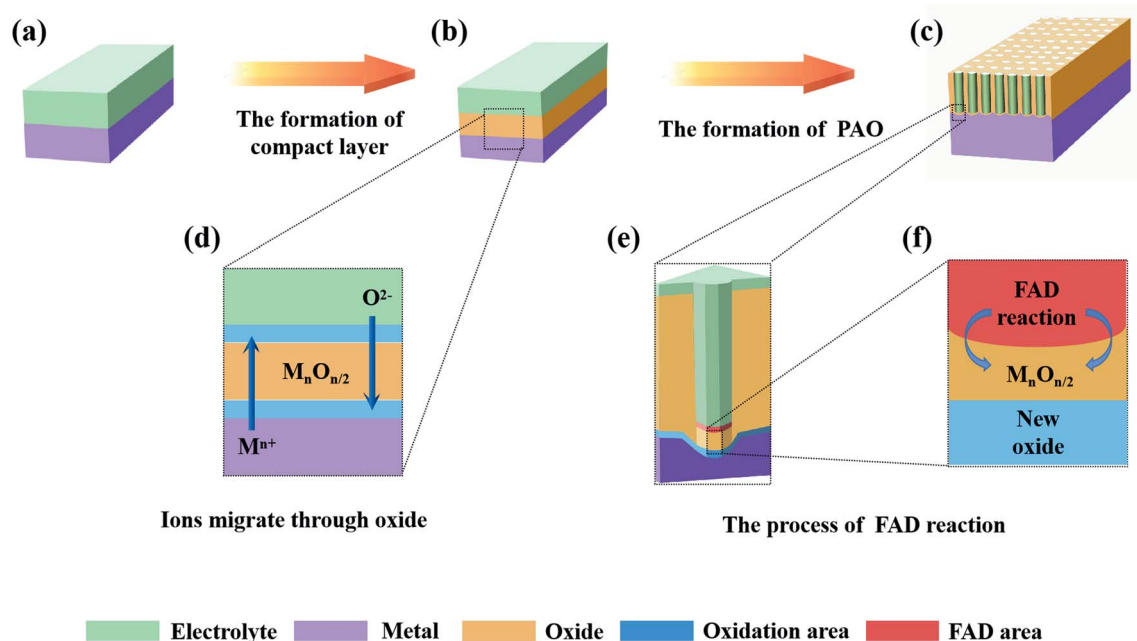 (a)
(b)
(c)
The formation of
compact layer
The formation of PAO
(d)
(e)
(f)
O²⁻
MₙOₙ/₂
Mⁿ⁺
FAD
reaction
MₙOₙ/₂
New
oxide
Ions migrate through oxide
The process of FAD reaction
Electrolyte Metal Oxide Oxidation area FAD area